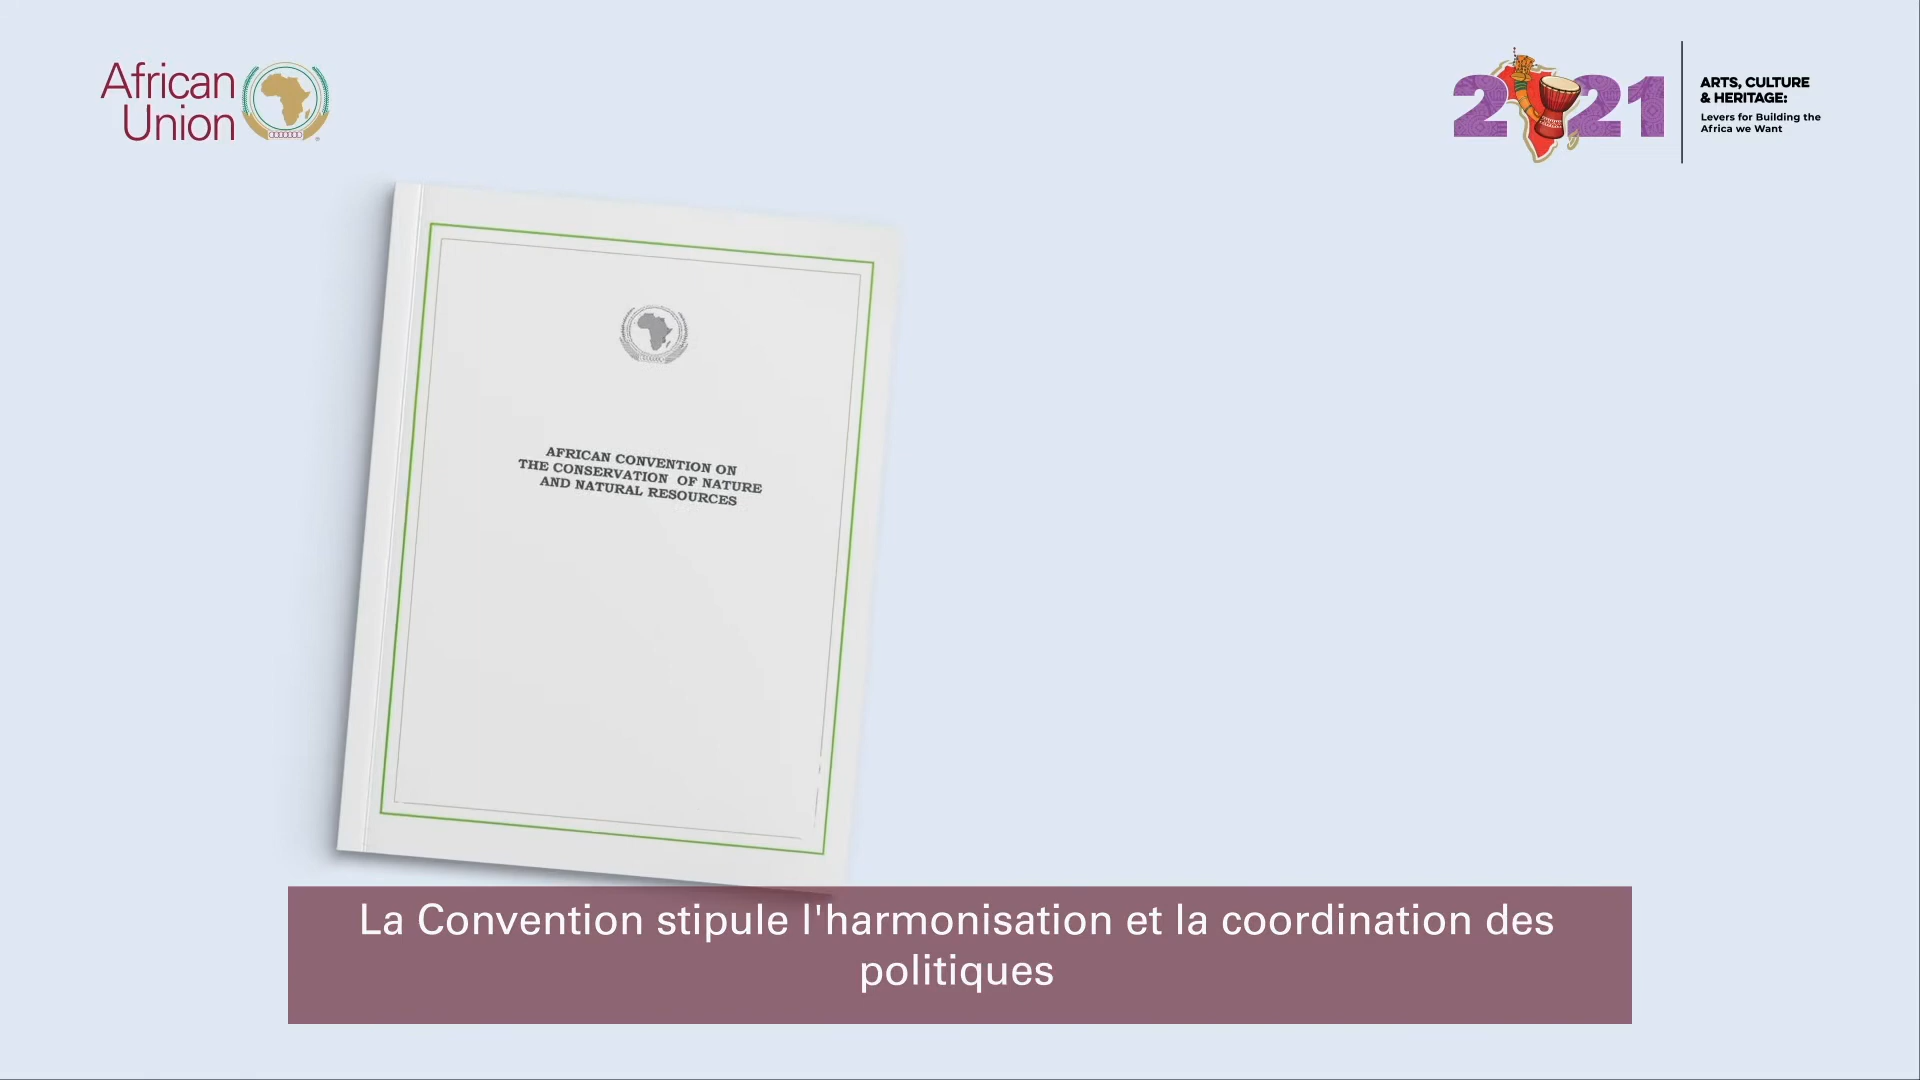 African
Union
2021
ARTS, CULTURE
& HERITAGE:
Levers for Building the
Africa we Want
AFRICAN CONVENTION ON
THE CONSERVATION OF NATURE
AND NATURAL RESOURCES
La Convention stipule l'harmonisation et la coordination des
politiques